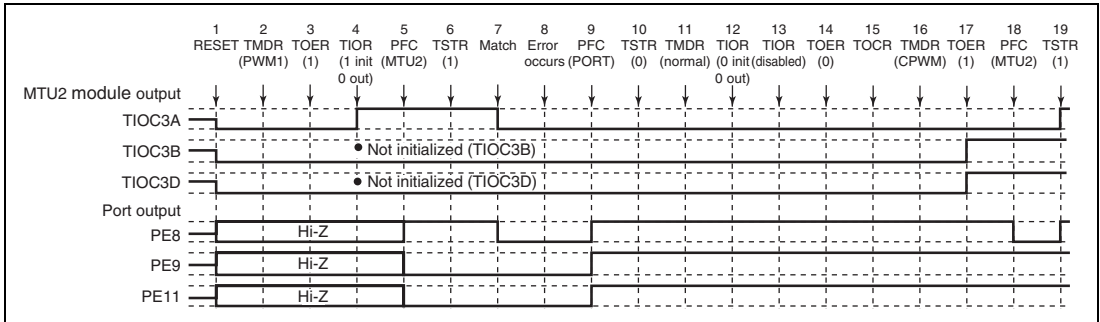 1 2 3 4 5 6 7 8 9 10 11 12 13 14 15 16 17 18 19
RESET TMDR TOER TIOR PFC TSTR Match Error PFC TSTR TMDR TIOR TIOR TOER TOCR TMDR TOER PFC TSTR
(PWM1) (1) (1 init (MTU2) (1) occurs (PORT) (0) (normal) (0 init (disabled) (0) (CPWM) (1) (MTU2) (1)
0 out) 0 out)
MTU2 module output
TIOC3A
TIOC3B • Not initialized (TIOC3B)
TIOC3D • Not initialized (TIOC3D)
Port output
PE8 Hi-Z
PE9 Hi-Z
PE11 Hi-Z